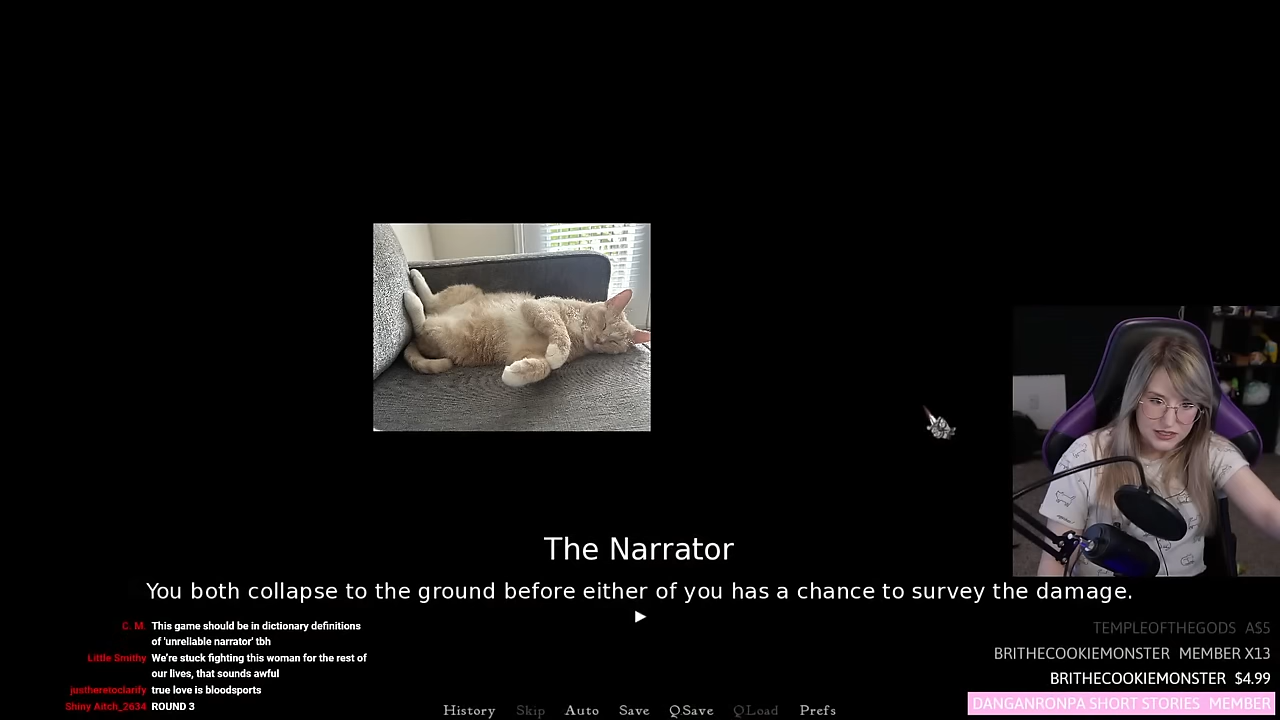 The Narrator
You both collapse to the ground before either of you has a chance to survey the damage.
C. M. This game should be in dictionary definitions
of 'unreliable narrator' tbh
Little Smithy We're stuck fighting this woman for the rest of
our lives, that sounds awful
justheretoclarify true love is bloodsports
Shiny Aitch_2634 ROUND 3
TEMPLEOFTHEGODS A$5
BRITHECOOKIEMONSTER MEMBER X13
BRITHECOOKIEMONSTER $4.99
DANGANRONPA SHORT STORIES MEMBER
History Skip Auto Save QSave QLoad Prefs